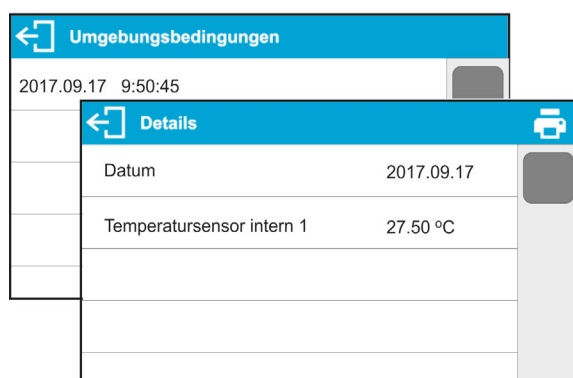 Umgebungsbedingungen
2017.09.17 9:50:45
Details
Datum 2017.09.17
Temperatursensor intern 1 27.50 ºC